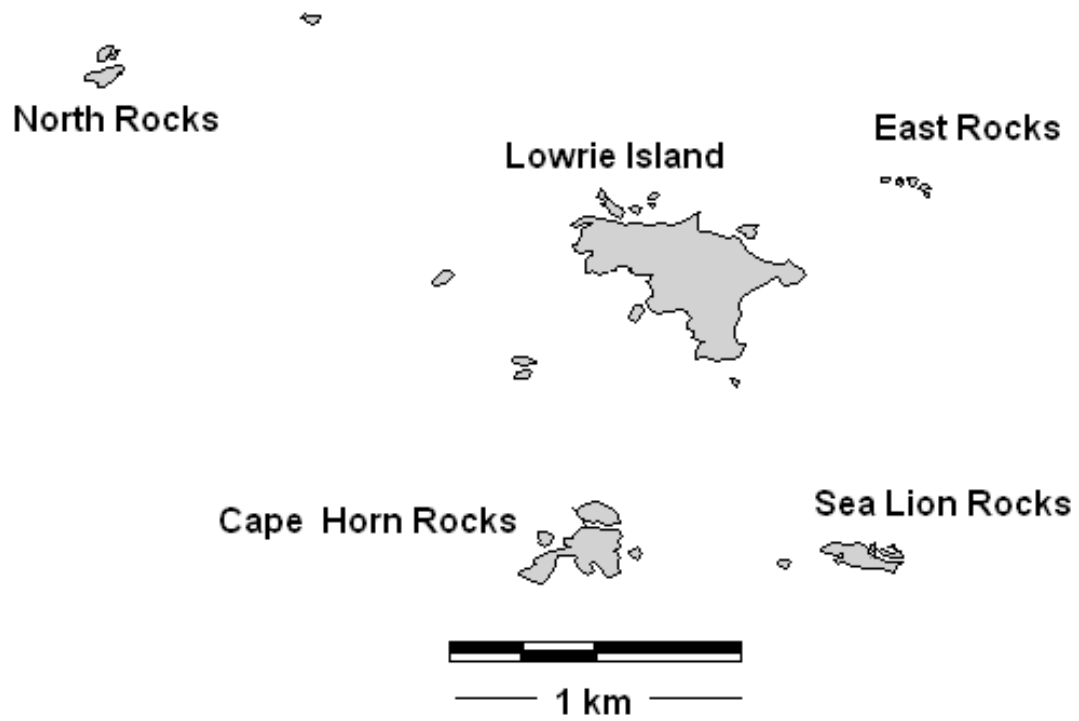 North Rocks
East Rocks
Lowrie Island
Cape Horn Rocks
Sea Lion Rocks
1 km